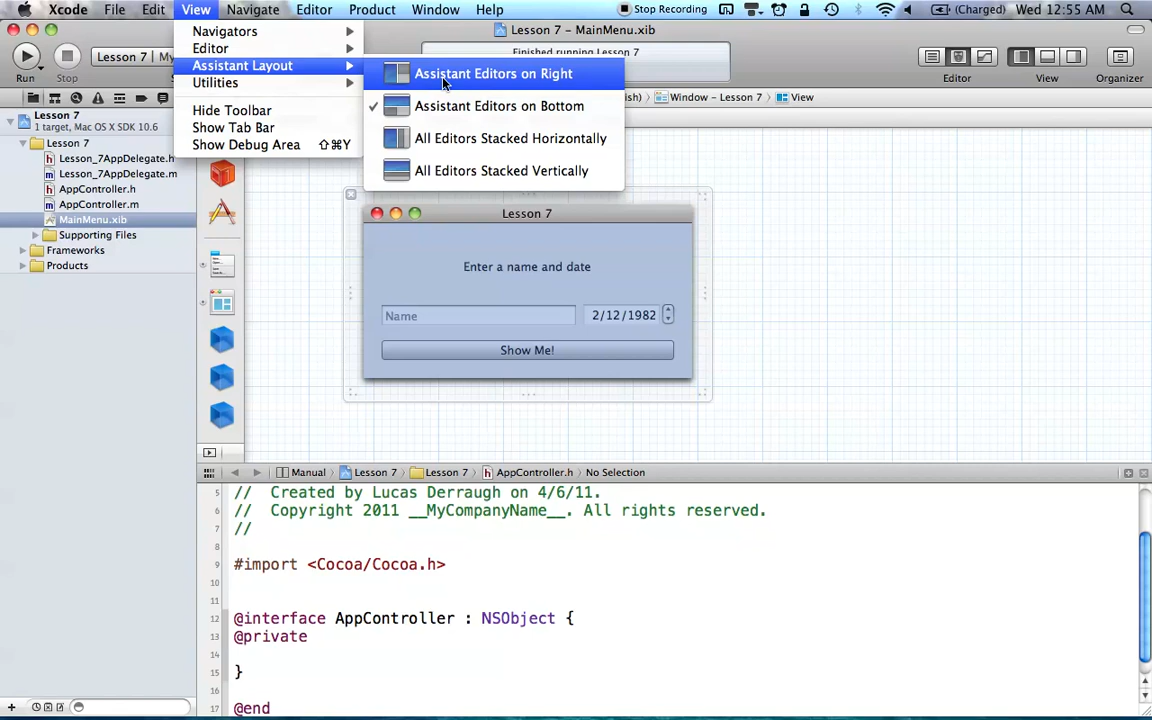 Xcode File Edit View Navigate Editor Product Window Help Stop Recording (Charged) Wed 12:55 AM
Lesson 7 - MainMenu.xib
Lesson 7 | My
Finished running Lesson 7
Run Stop Editor View Organizer
Navigators
Editor
Assistant Layout
Utilities
Hide Toolbar
Show Tab Bar
Show Debug Area ⇧⌘Y
Assistant Editors on Right
✓ Assistant Editors on Bottom
All Editors Stacked Horizontally
All Editors Stacked Vertically
Window - Lesson 7 View
Lesson 7
1 target, Mac OS X SDK 10.6
Lesson 7
Lesson_7AppDelegate.h
Lesson_7AppDelegate.m
AppController.h
AppController.m
MainMenu.xib
Supporting Files
Frameworks
Products
Lesson 7
Enter a name and date
Name 2/12/1982
Show Me!
Manual Lesson 7 Lesson 7 AppController.h No Selection
5 // Created by Lucas Derraugh on 4/6/11.
6 // Copyright 2011 __MyCompanyName__. All rights reserved.
7 //
8
9 #import <Cocoa/Cocoa.h>
10
11
12 @interface AppController : NSObject {
13 @private
14
15 }
16
17 @end